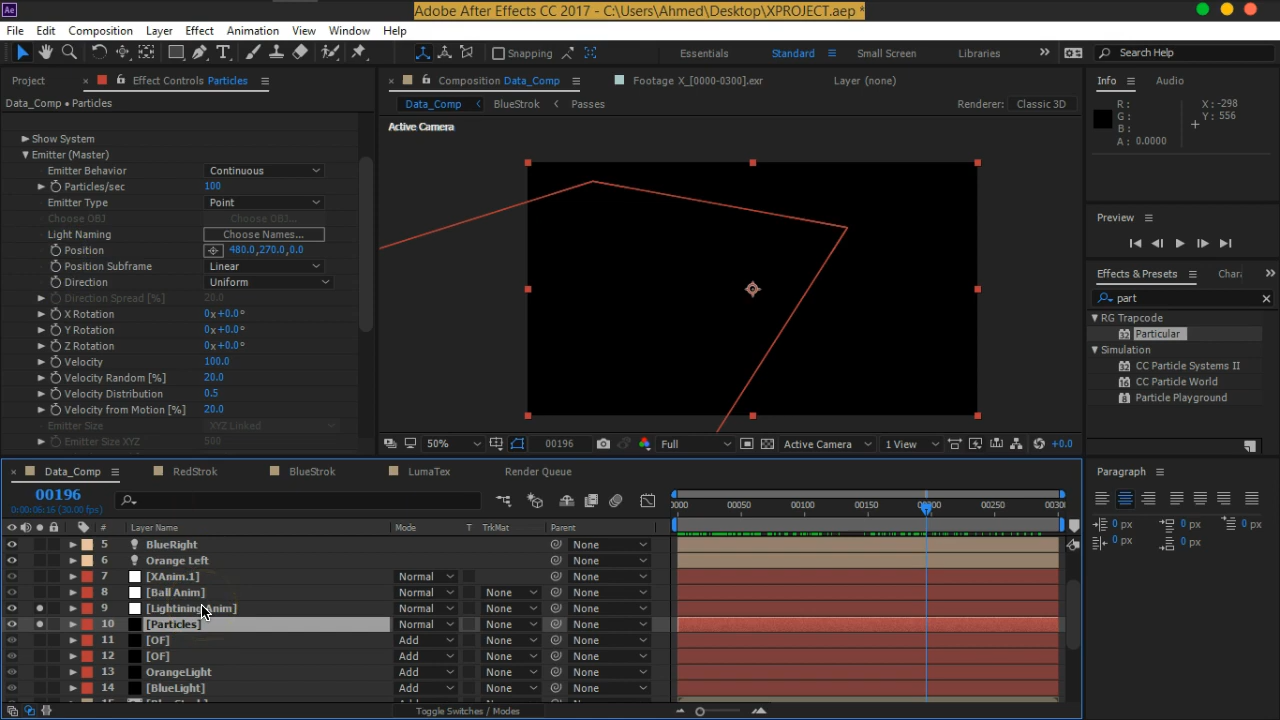 Adobe After Effects CC 2017 - C:\Users\Ahmed\Desktop\XPROJECT.aep *
File Edit Composition Layer Effect Animation View Window Help
Snapping Essentials Standard Small Screen Libraries Search Help
Project Effect Controls Particles Composition Data_Comp Footage X_[0000-0300].exr Layer (none) Info Audio
Data_Comp • Particles Data_Comp BlueStrok Passes Renderer: Classic 3D
R: X: -298
G: Y: 556
B:
A: 0.0000
Active Camera
Show System
Emitter (Master)
Emitter Behavior Continuous
Particles/sec 100
Emitter Type Point
Choose OBJ Choose OBJ...
Light Naming Choose Names...
Position 480.0,270.0,0.0
Position Subframe Linear
Direction Uniform
Direction Spread [%] 20.0
X Rotation 0x+0.0°
Y Rotation 0x+0.0°
Z Rotation 0x+0.0°
Velocity 100.0
Velocity Random [%] 20.0
Velocity Distribution 0.5
Velocity from Motion [%] 20.0
Emitter Size XYZ Linked
Emitter Size XYZ 500
Preview
Effects & Presets Chara
part
RG Trapcode
Particular
Simulation
CC Particle Systems II
CC Particle World
Particle Playground
50% 00196 Full Active Camera 1 View +0.0
Data_Comp RedStrok BlueStrok LumaTex Render Queue
Paragraph
00196
0:00:06:16 (30.00 fps)
0000 00050 00100 00150 00200 00250 00300
# Layer Name Mode T TrkMat Parent
5 BlueRight None
6 Orange Left None
7 [XAnim.1] Normal None
8 [Ball Anim] Normal None None
9 [Lightining Anim] Normal None None
10 [Particles] Normal None None
11 [OF] Add None None
12 [OF] Add None None
13 OrangeLight Add None None
14 [BlueLight] Add None None
0 px 0 px 0 px
0 px 0 px
Toggle Switches / Modes